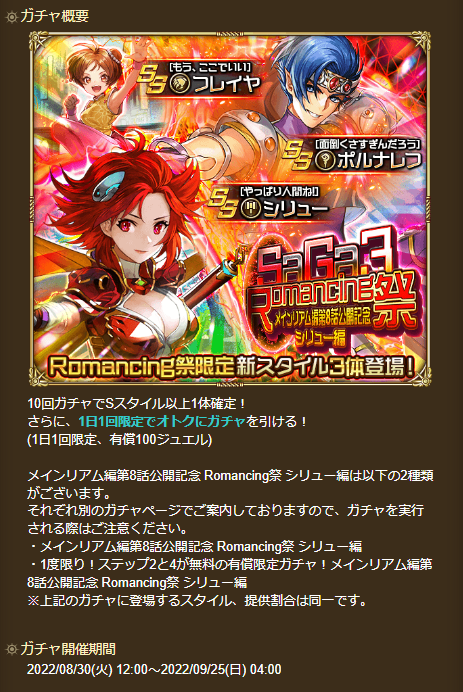 ガチャ概要
[もう、ここでいい]
SS フレイヤ
[面倒くさすぎんだろう]
SS ポルナレフ
[やっぱり人間ね!]
SS シリュー
SaGa3
Romancing祭
メインリアム編第8話公開記念
シリュー編
Romancing祭限定 新スタイル3体登場!
10回ガチャでSスタイル以上1体確定!
さらに、1日1回限定でオトクにガチャを引ける!
(1日1回限定、有償100ジュエル)
メインリアム編第8話公開記念 Romancing祭 シリュー編は以下の2種類
がございます。
それぞれ別のガチャページでご案内しておりますので、ガチャを実行
される際はご注意ください。
・メインリアム編第8話公開記念 Romancing祭 シリュー編
・1度限り!ステップ2と4が無料の有償限定ガチャ!メインリアム編第
8話公開記念 Romancing祭 シリュー編
※上記のガチャに登場するスタイル、提供割合は同一です。
ガチャ開催期間
2022/08/30(火) 12:00〜2022/09/25(日) 04:00